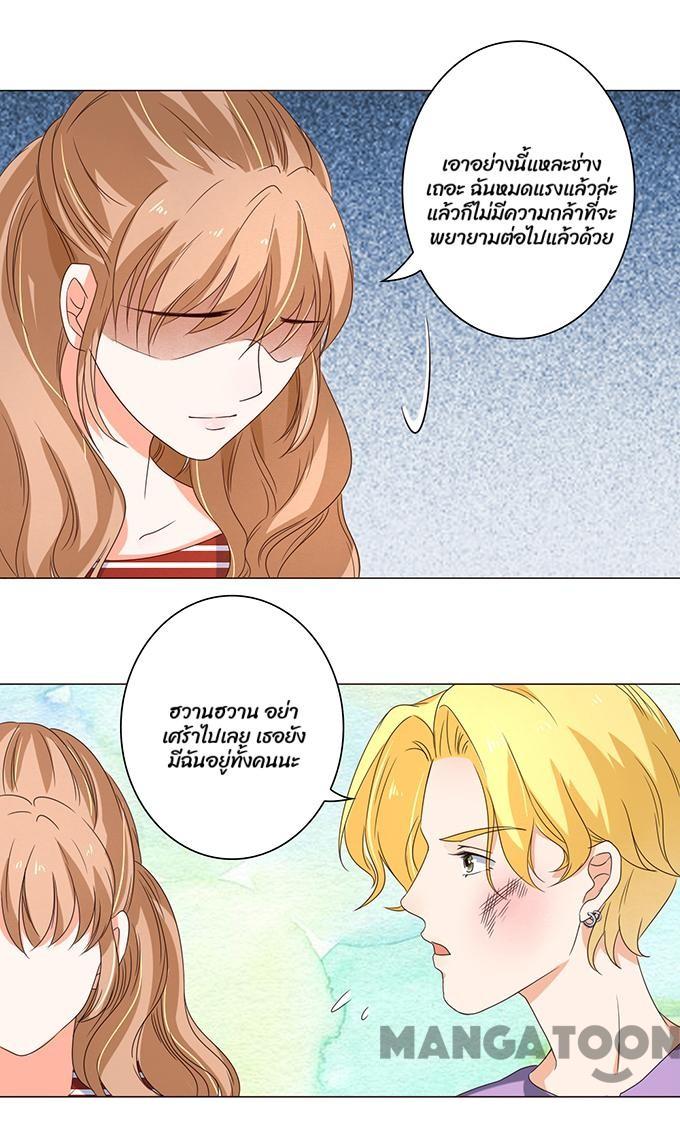 เอาอย่างนี้แหละช่าง
เถอะ ฉันหมดแรงแล้วล่ะ
แล้วก็ไม่มีความกล้าที่จะ
พยายามต่อไปแล้วด้วย
ฮวานฮวาน อย่า
เศร้าไปเลย เธอยัง
มีฉันอยู่ทั้งคนนะ
MANGATOON